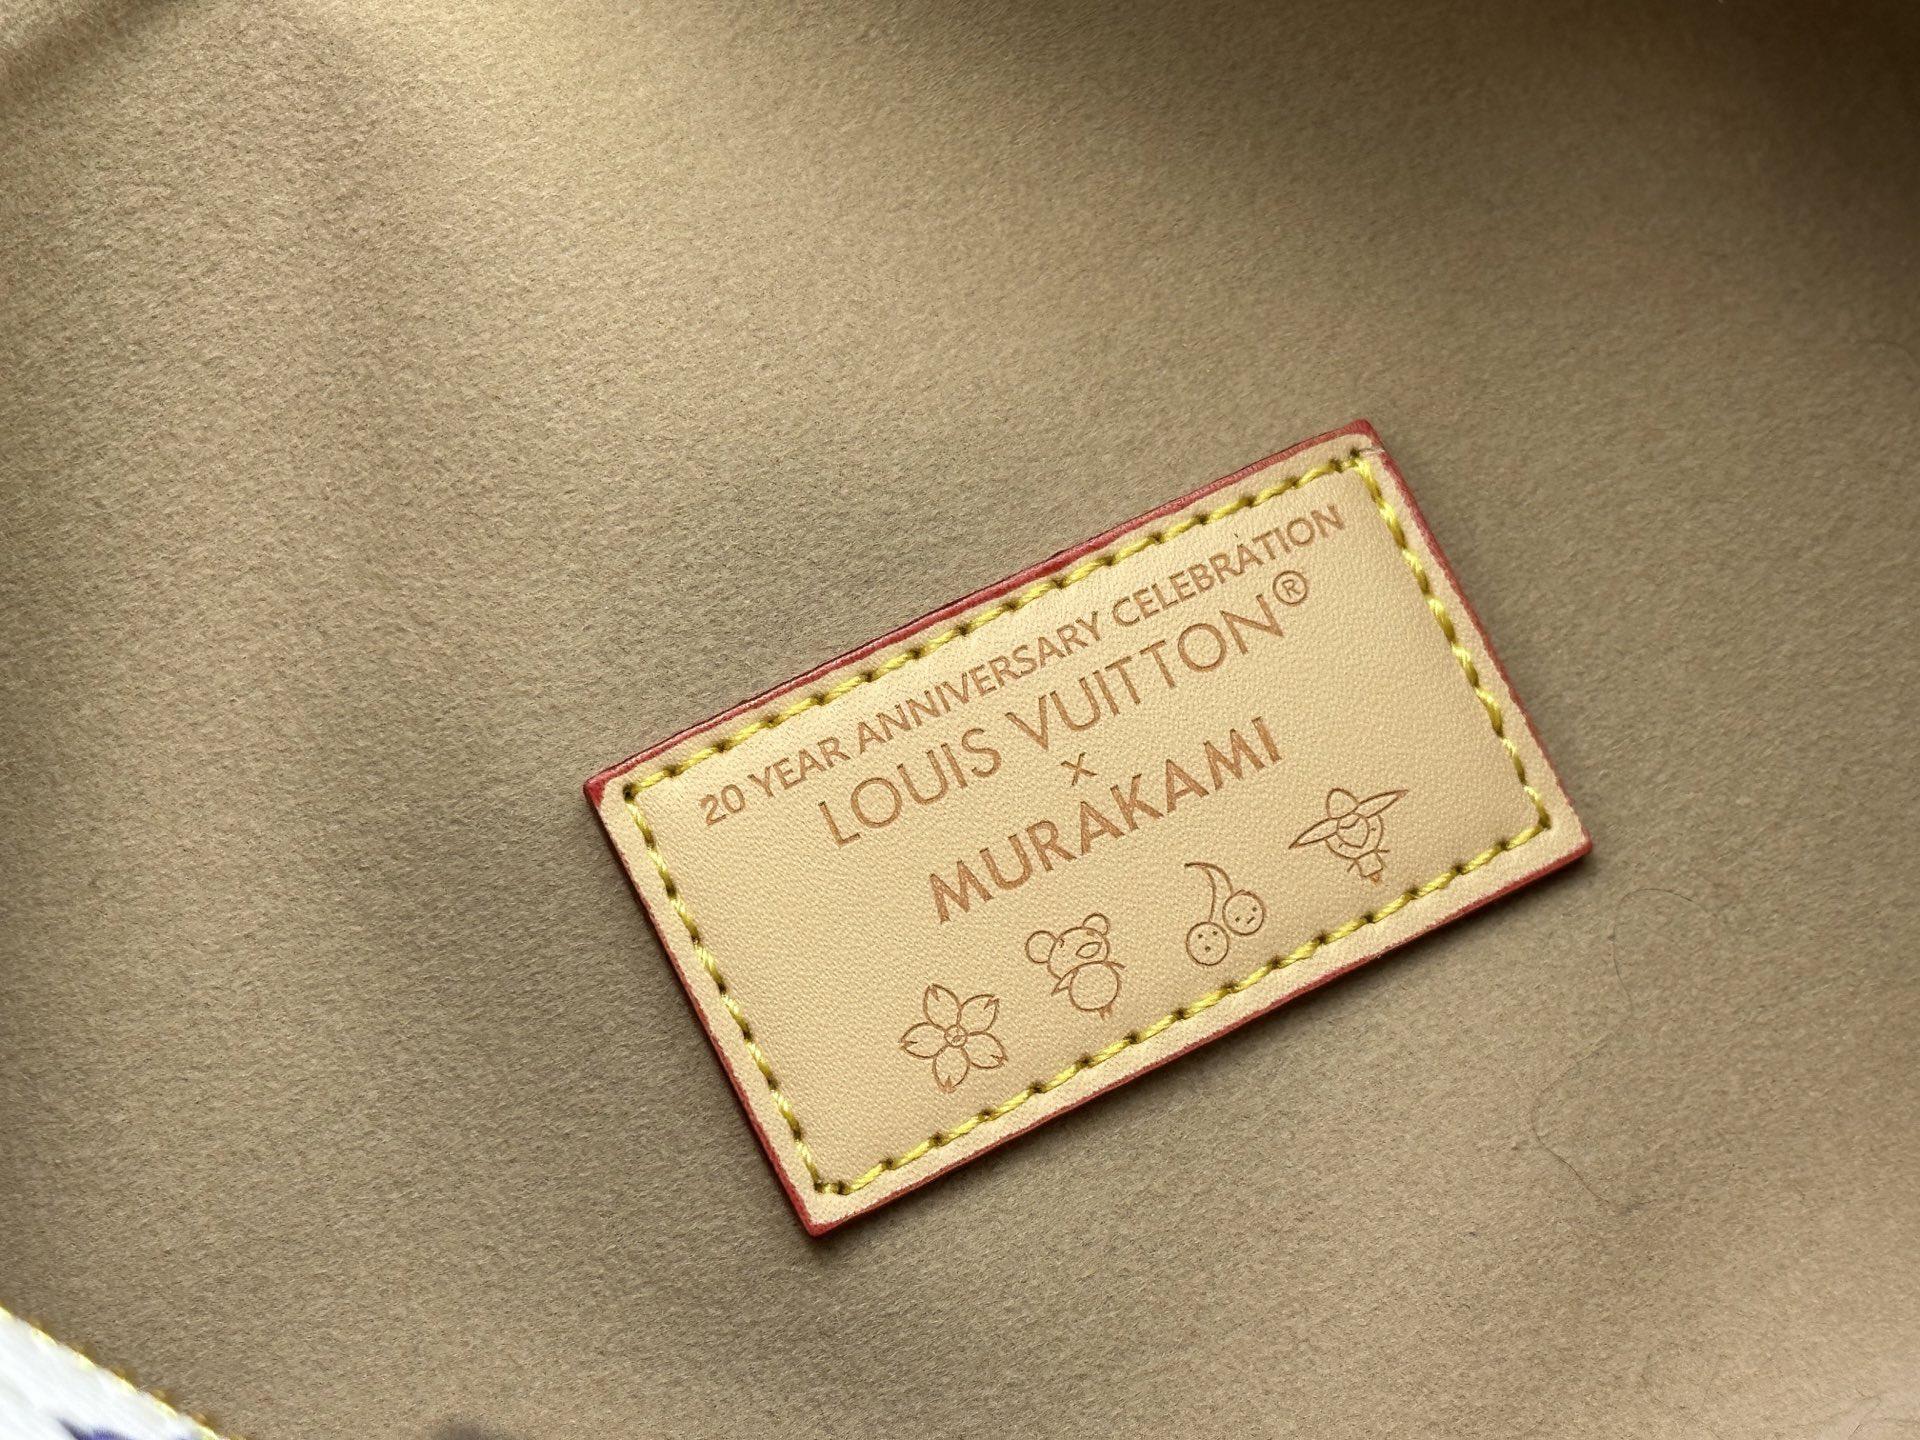 20 YEAR ANNIVERSARY CELEBRATION
LOUIS VUITTON®
x
MURAKAMI